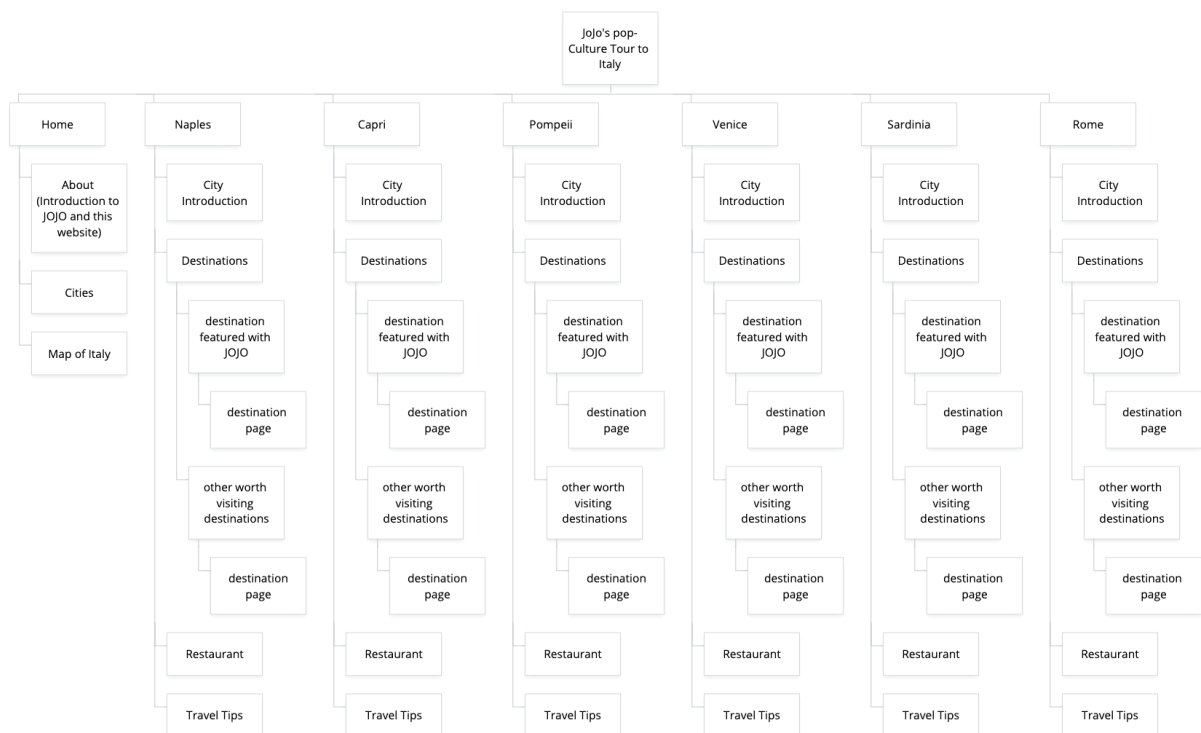 JoJo's pop-
Culture Tour to
Italy
Home
Naples
Capri
Pompeii
Venice
Sardinia
Rome
About
(Introduction to
JOJO and this
website)
Cities
Map of Italy
City
Introduction
Destinations
destination
featured with
JOJO
destination
page
other worth
visiting
destinations
destination
page
Restaurant
Travel Tips
City
Introduction
Destinations
destination
featured with
JOJO
destination
page
other worth
visiting
destinations
destination
page
Restaurant
Travel Tips
City
Introduction
Destinations
destination
featured with
JOJO
destination
page
other worth
visiting
destinations
destination
page
Restaurant
Travel Tips
City
Introduction
Destinations
destination
featured with
JOJO
destination
page
other worth
visiting
destinations
destination
page
Restaurant
Travel Tips
City
Introduction
Destinations
destination
featured with
JOJO
destination
page
other worth
visiting
destinations
destination
page
Restaurant
Travel Tips
City
Introduction
Destinations
destination
featured with
JOJO
destination
page
other worth
visiting
destinations
destination
page
Restaurant
Travel Tips